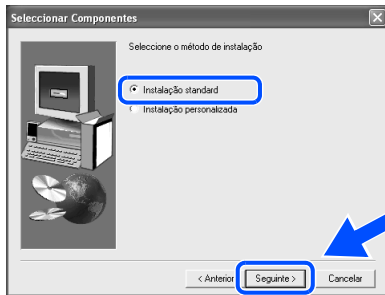 Seleccionar Componentes
Seleccione o método de instalação
Instalação standard
Instalação personalizada
< Anterior
Seguinte >
Cancelar